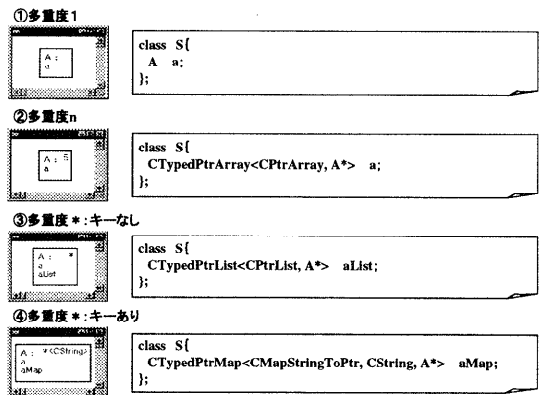 ①多重度1
A :
a
class S{
A a;
};
②多重度n
A : 5
a
class S{
CTypedPtrArray<CPtrArray, A*> a;
};
③多重度*:キーなし
A : *
a
aList
class S{
CTypedPtrList<CPtrList, A*> aList;
};
④多重度*:キーあり
A : *<CString>
a
aMap
class S{
CTypedPtrMap<CMapStringToPtr, CString, A*> aMap;
};